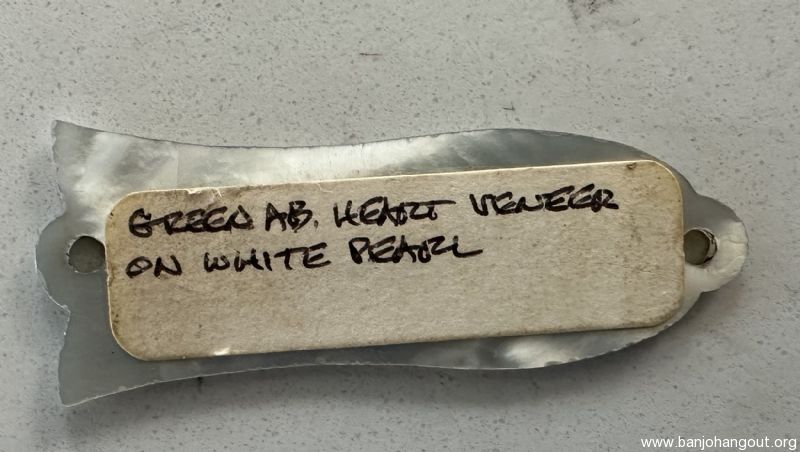 GREEN AB. HEART VENEER
ON WHITE PEARL
www.banjohangout.org